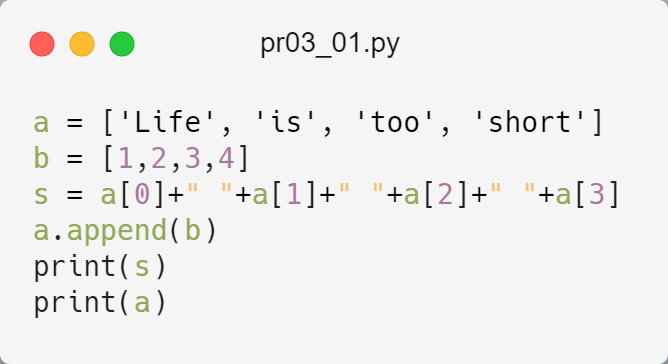 pr03_01.py
a = ['Life', 'is', 'too', 'short']
b = [1,2,3,4]
s = a[0]+" "+a[1]+" "+a[2]+" "+a[3]
a.append(b)
print(s)
print(a)